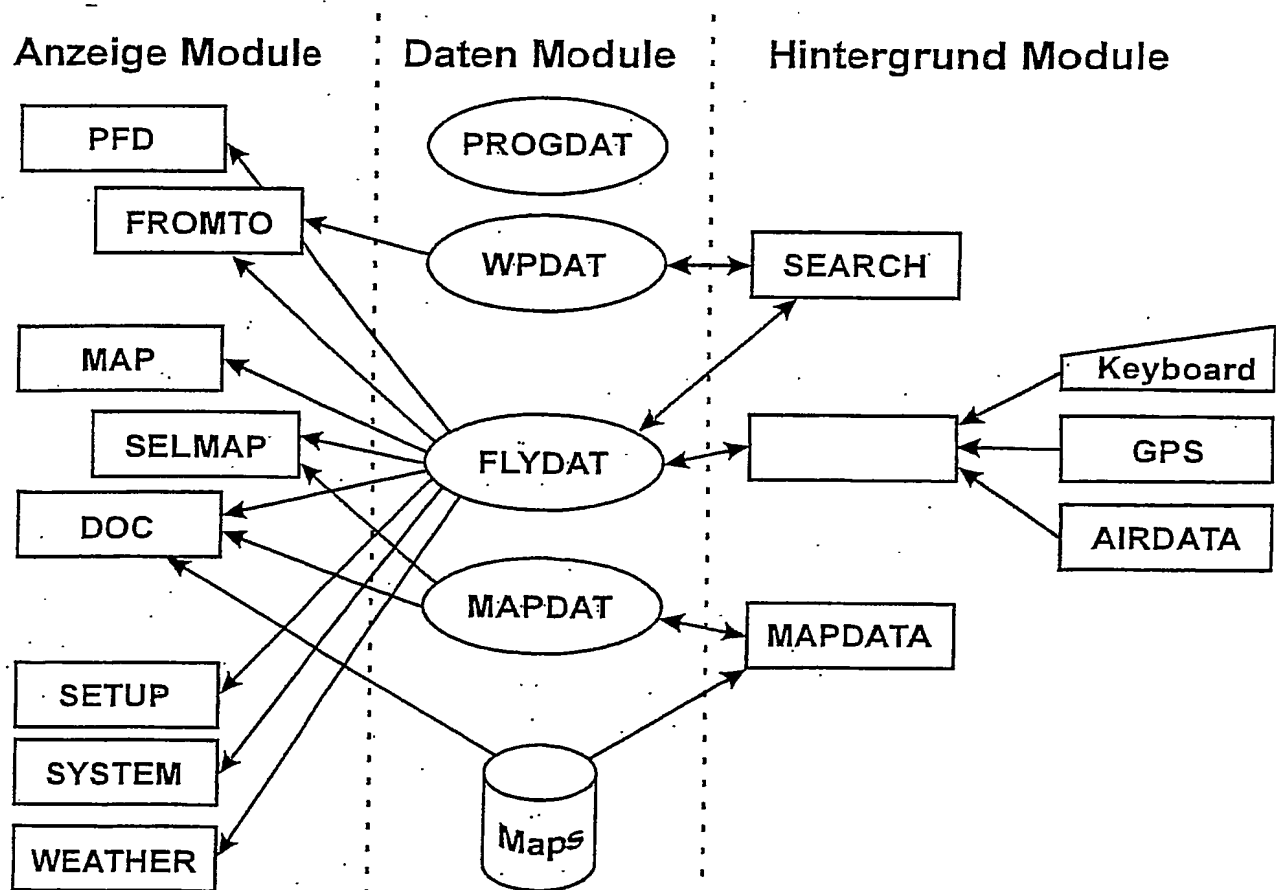 Anzeige Module
Daten Module
Hintergrund Module
PFD
PROGDAT
FROMTO
WPDAT
SEARCH
MAP
Keyboard
SELMAP
FLYDAT
GPS
DOC
AIRDATA
MAPDAT
MAPDATA
SETUP
SYSTEM
Maps
WEATHER